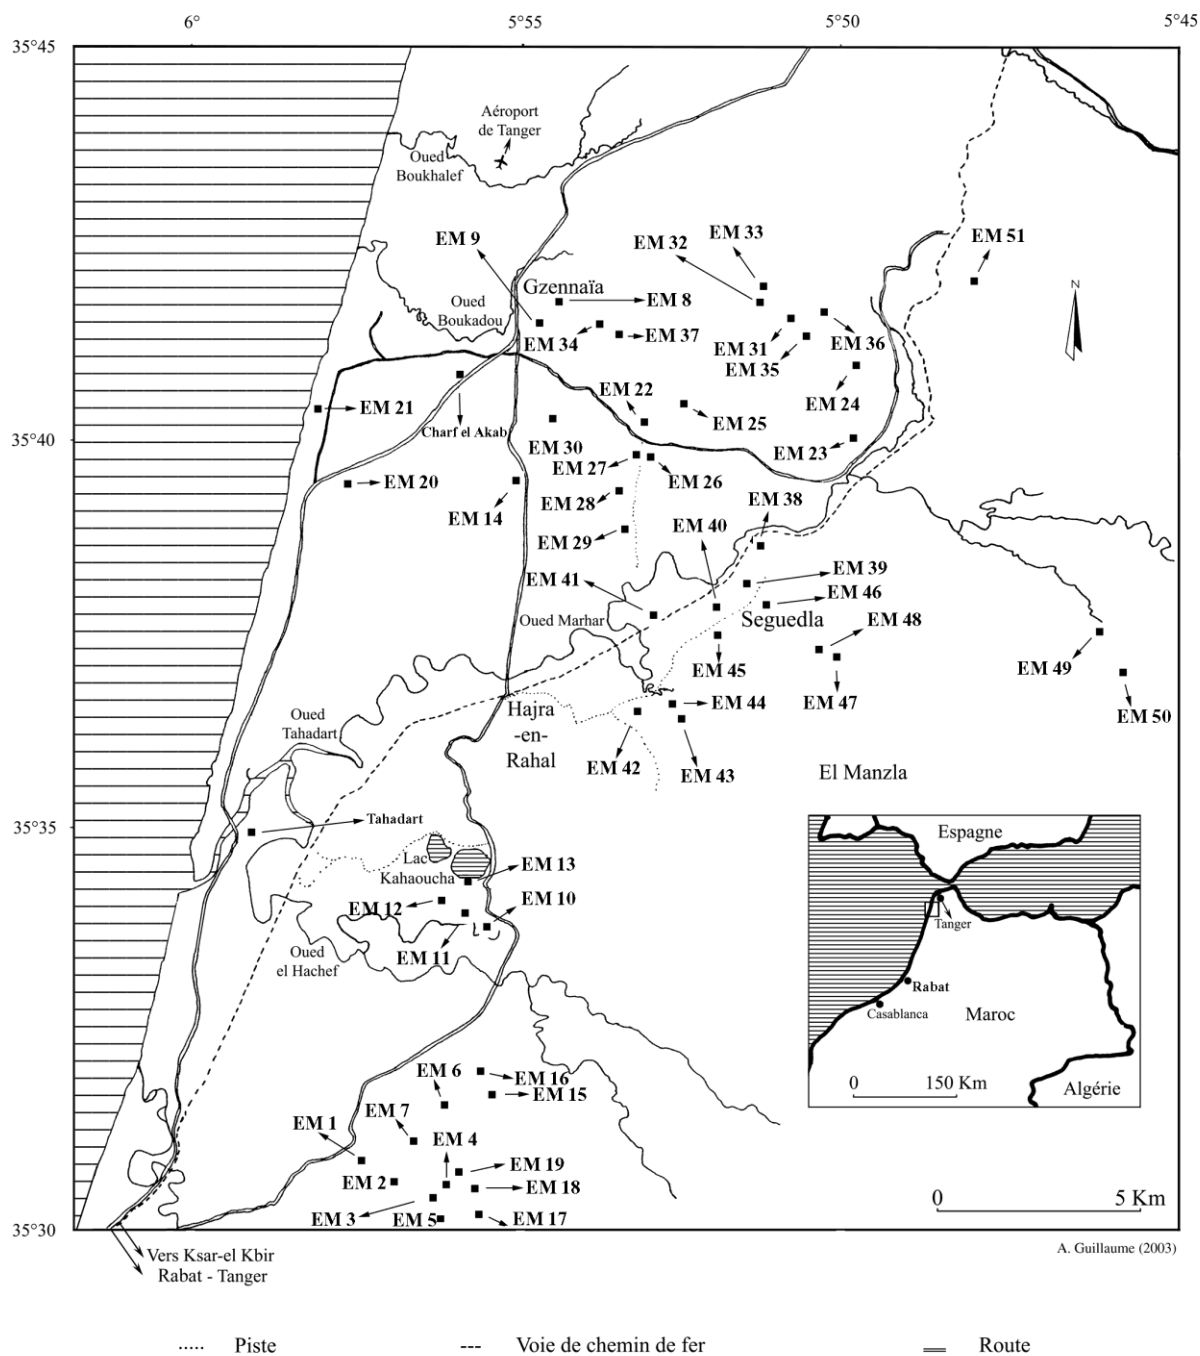 6°
5°55
5°50
5°45
35°45
Aéroport
de Tanger
Oued
Boukhalef
EM 9
EM 32
EM 33
EM 51
Gzennaïa
EM 8
Oued
Boukadou
EM 34
EM 37
EM 31
EM 36
EM 35
EM 22
EM 24
EM 21
EM 25
Charf el Akab
35°40
EM 30
EM 23
EM 27
EM 20
EM 26
EM 28
EM 38
EM 14
EM 40
EM 29
EM 39
EM 41
EM 46
Oued Marhar
Seguedla
EM 48
EM 45
EM 49
EM 44
EM 47
Hajra
-en-
Rahal
Oued
Tahadart
EM 50
EM 42
EM 43
El Manzla
35°35
Tahadart
Lac
Kahaoucha
EM 13
EM 12
EM 10
EM 11
Oued
el Hachef
N
Espagne
Tanger
Rabat
Casablanca
Maroc
Algérie
0
150 Km
EM 6
EM 16
EM 15
EM 7
EM 1
EM 4
EM 19
EM 2
EM 18
EM 3
EM 5
EM 17
0
5 Km
35°30
A. Guillaume (2003)
Vers Ksar-el Kbir
Rabat - Tanger
Piste
Voie de chemin de fer
Route